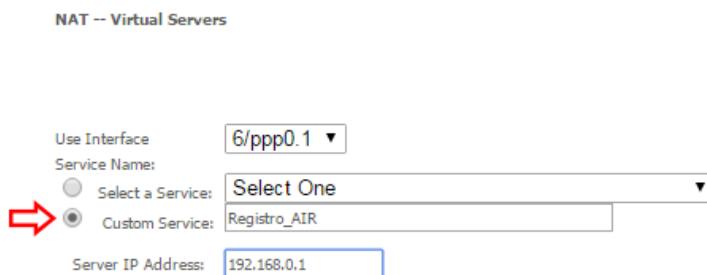 NAT -- Virtual Servers
Use Interface 6/ppp0.1
Service Name:
Select a Service: Select One
Custom Service: Registro_AIR
Server IP Address: 192.168.0.1